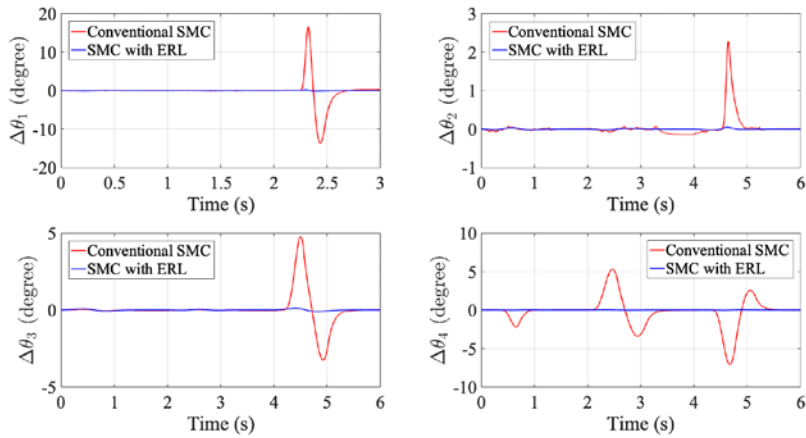 20
10
0
-10
-20
Δθ1 (degree)
Conventional SMC
SMC with ERL
0 0.5 1 1.5 2 2.5 3
Time (s)
3
2
1
0
-1
Δθ2 (degree)
Conventional SMC
SMC with ERL
0 1 2 3 4 5 6
Time (s)
5
0
-5
Δθ3 (degree)
Conventional SMC
SMC with ERL
0 1 2 3 4 5 6
Time (s)
10
5
0
-5
-10
Δθ4 (degree)
Conventional SMC
SMC with ERL
0 1 2 3 4 5 6
Time (s)